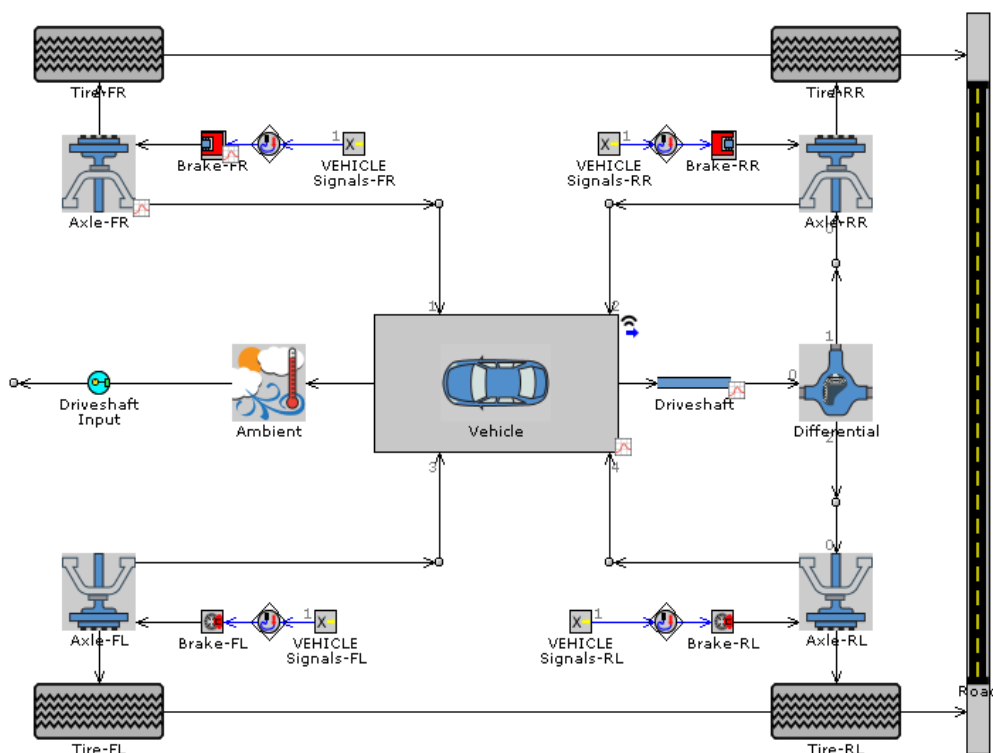 Tire-FR
Tire-RR
1
1
Brake-FR
VEHICLE
Signals-FR
VEHICLE
Signals-RR
Brake-RR
Axle-FR
Axle-RR
0
1
2
1
0
Driveshaft
Input
Ambient
Vehicle
Driveshaft
Differential
2
3
4
0
1
1
Axle-FL
Brake-FL
VEHICLE
Signals-FL
VEHICLE
Signals-RL
Brake-RL
Axle-RL
Road
Tire-FL
Tire-RL